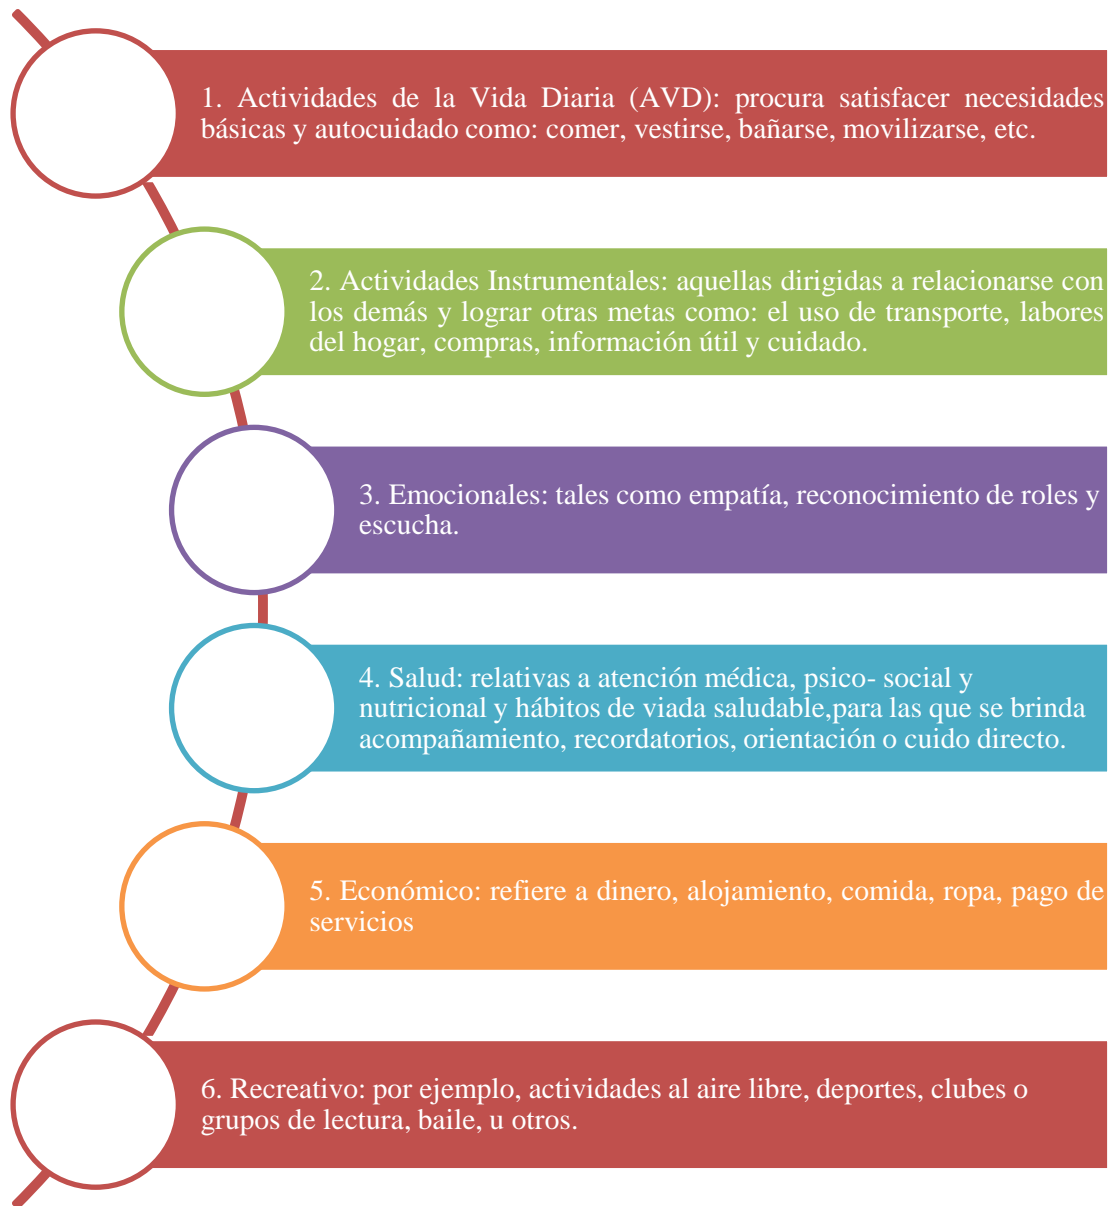 1. Actividades de la Vida Diaria (AVD): procura satisfacer necesidades
básicas y autocuidado como: comer, vestirse, bañarse, movilizarse, etc.
2. Actividades Instrumentales: aquellas dirigidas a relacionarse con
los demás y lograr otras metas como: el uso de transporte, labores
del hogar, compras, información útil y cuidado.
3. Emocionales: tales como empatía, reconocimiento de roles y
escucha.
4. Salud: relativas a atención médica, psico- social y
nutricional y hábitos de viada saludable,para las que se brinda
acompañamiento, recordatorios, orientación o cuido directo.
5. Económico: refiere a dinero, alojamiento, comida, ropa, pago de
servicios
6. Recreativo: por ejemplo, actividades al aire libre, deportes, clubes o
grupos de lectura, baile, u otros.